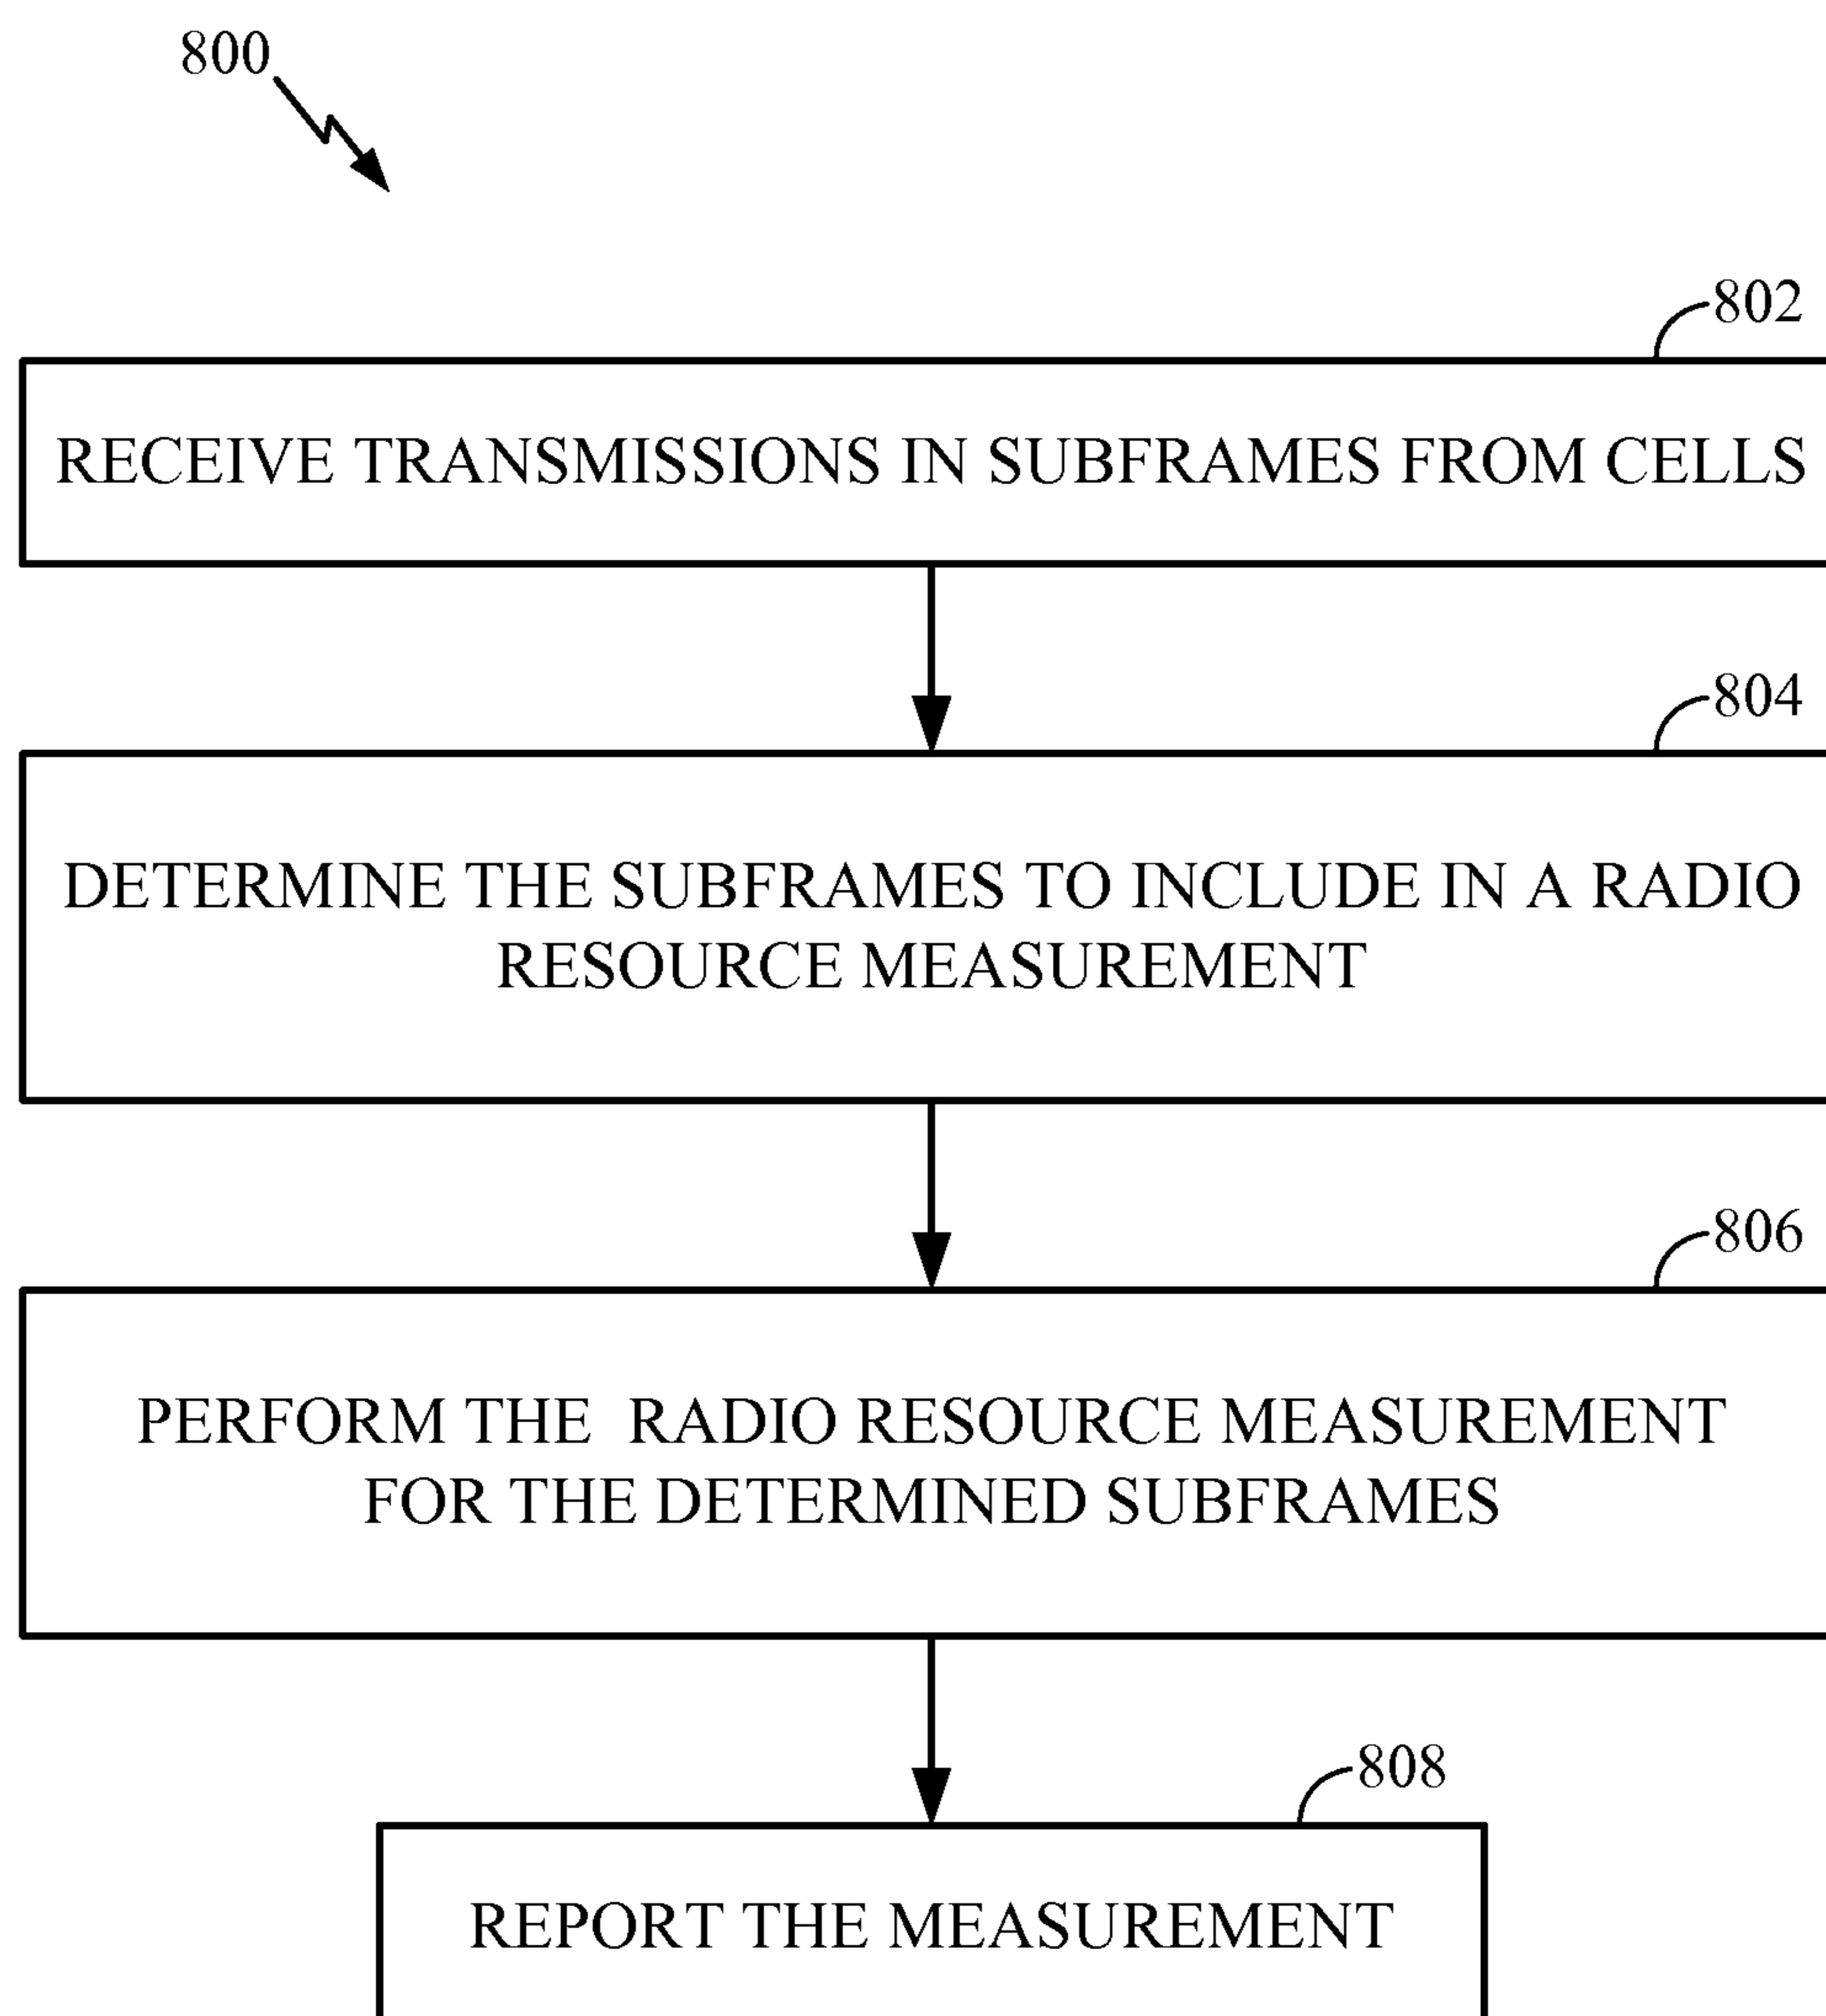 800
802
RECEIVE TRANSMISSIONS IN SUBFRAMES FROM CELLS
804
DETERMINE THE SUBFRAMES TO INCLUDE IN A RADIO
RESOURCE MEASUREMENT
806
PERFORM THE RADIO RESOURCE MEASUREMENT
FOR THE DETERMINED SUBFRAMES
808
REPORT THE MEASUREMENT